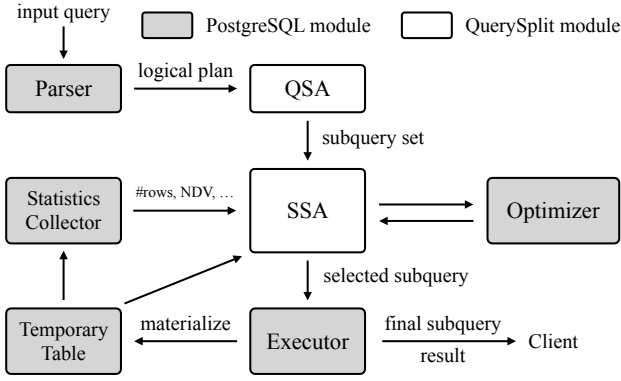 input query
PostgreSQL module
QuerySplit module
Parser
logical plan
QSA
subquery set
Statistics
Collector
#rows, NDV, ...
SSA
Optimizer
selected subquery
Temporary
Table
materialize
Executor
final subquery
result
Client